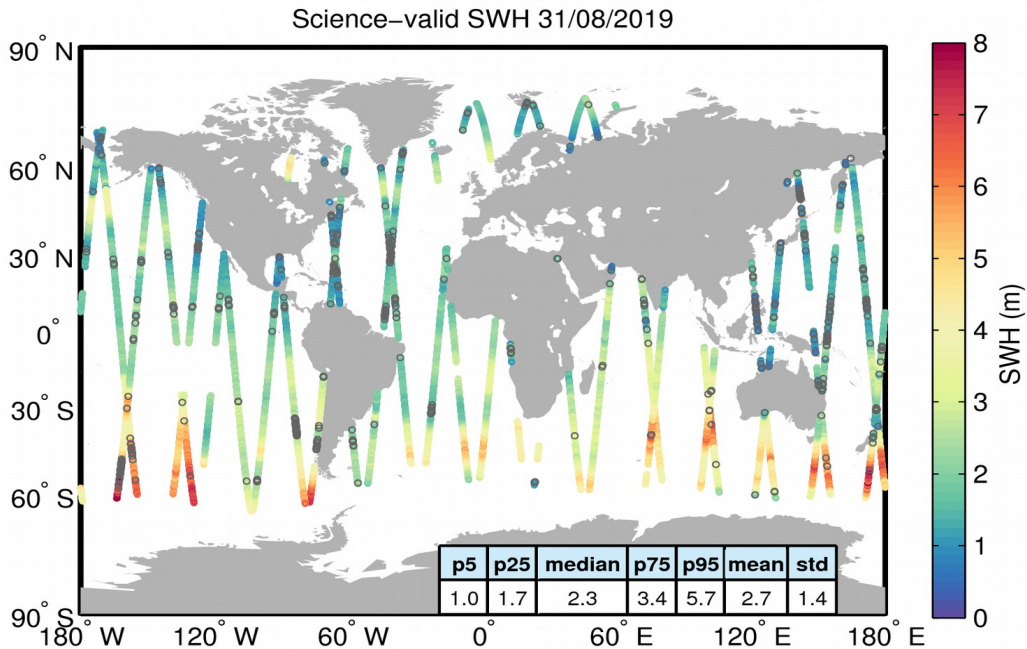 Science−valid SWH 31/08/2019
90° N
60° N
30° N
0°
30° S
60° S
90° S
180° W
120° W
60° W
0°
60° E
120° E
180° E
p5 p25 median p75 p95 mean std
1.0 1.7 2.3 3.4 5.7 2.7 1.4
8
7
6
5
4
3
2
1
0
SWH (m)